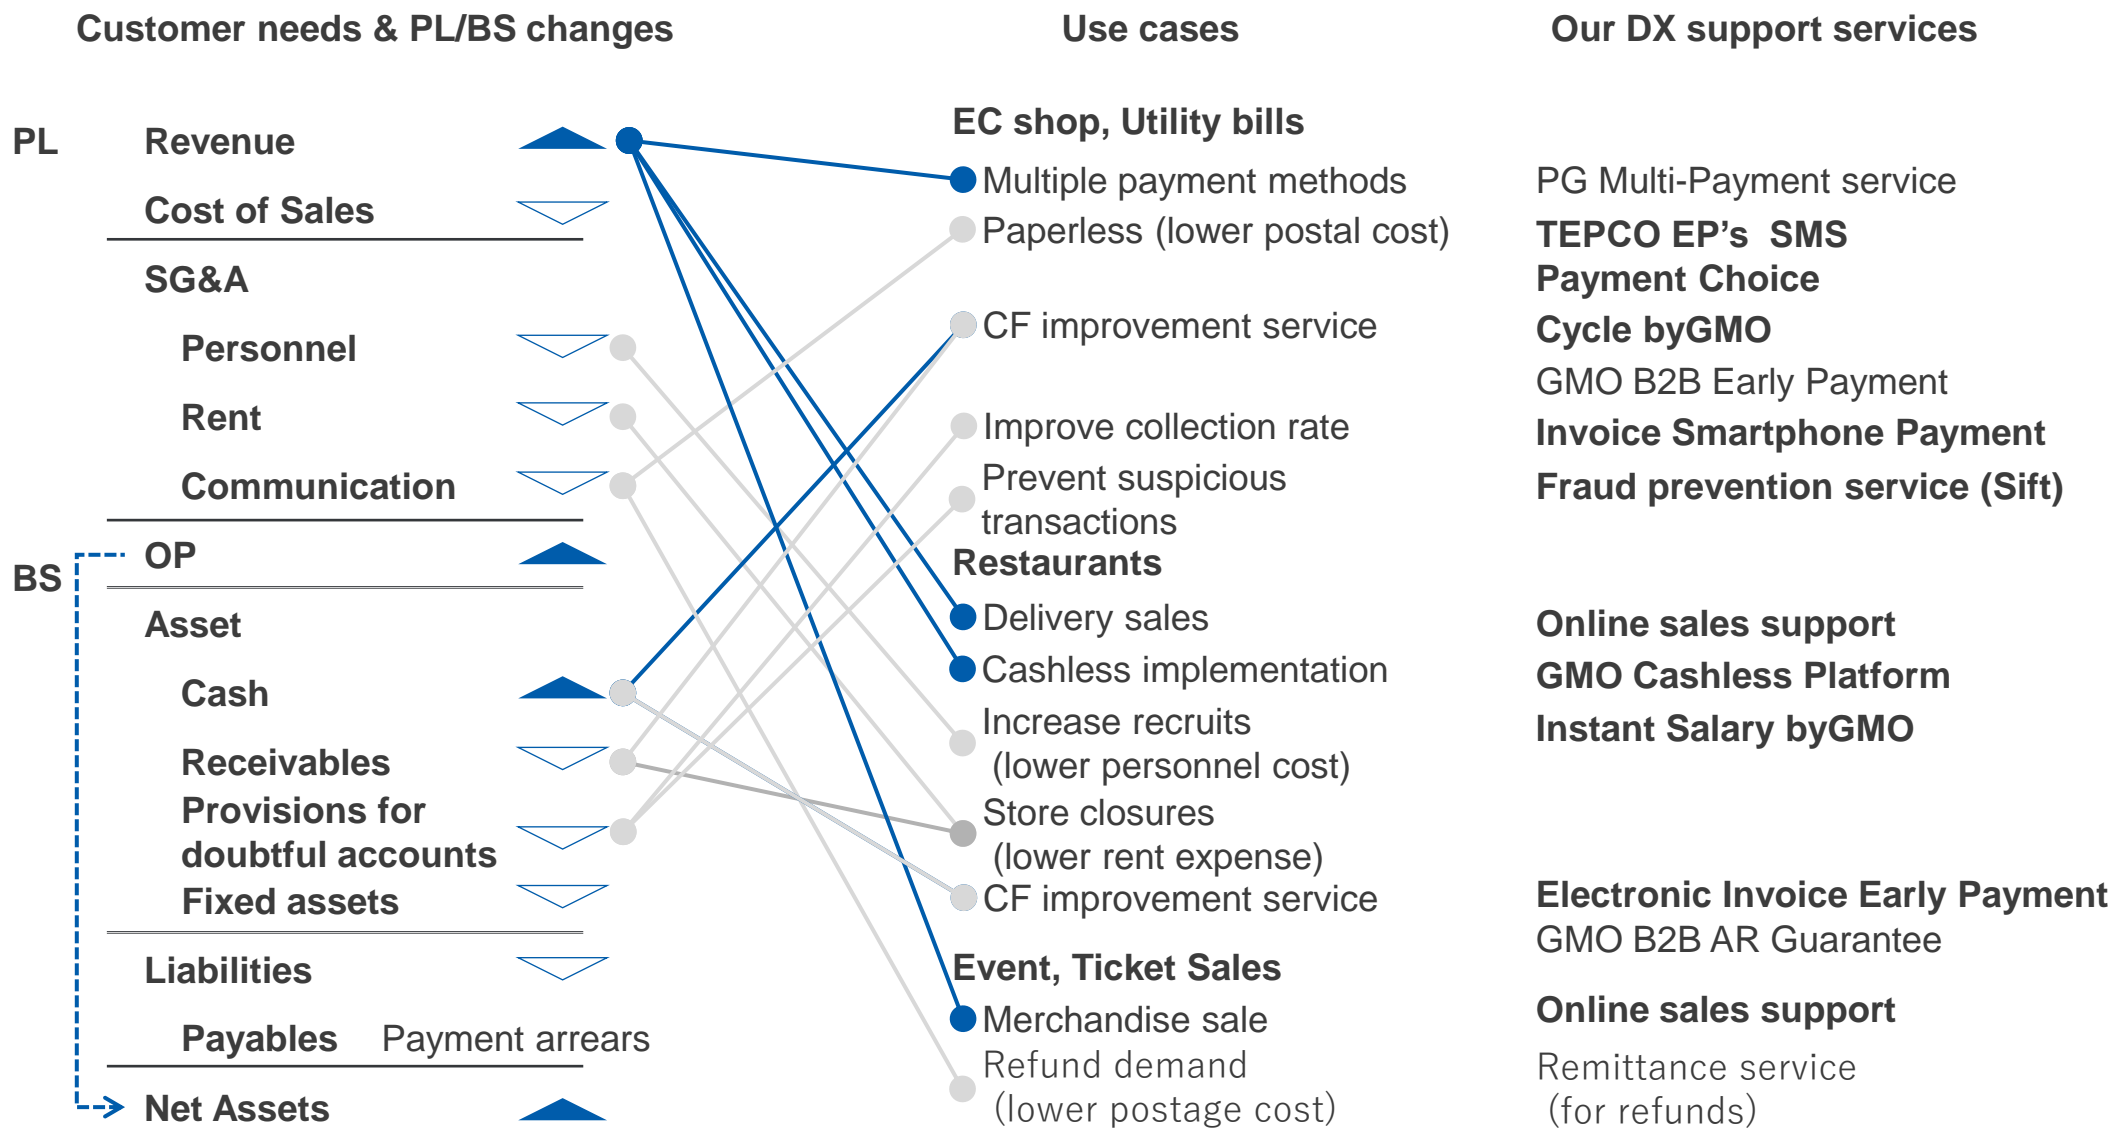 Customer needs & PL/BS changes
Use cases
Our DX support services
PL
Revenue
Cost of Sales
SG&A
Personnel
Rent
Communication
OP
BS
Asset
Cash
Receivables
Provisions for
doubtful accounts
Fixed assets
Liabilities
Payables Payment arrears
Net Assets
EC shop, Utility bills
Multiple payment methods
Paperless (lower postal cost)
CF improvement service
Improve collection rate
Prevent suspicious
transactions
Restaurants
Delivery sales
Cashless implementation
Increase recruits
(lower personnel cost)
Store closures
(lower rent expense)
CF improvement service
Event, Ticket Sales
Merchandise sale
Refund demand
(lower postage cost)
PG Multi-Payment service
TEPCO EP’s SMS
Payment Choice
Cycle byGMO
GMO B2B Early Payment
Invoice Smartphone Payment
Fraud prevention service (Sift)
Online sales support
GMO Cashless Platform
Instant Salary byGMO
Electronic Invoice Early Payment
GMO B2B AR Guarantee
Online sales support
Remittance service
(for refunds)